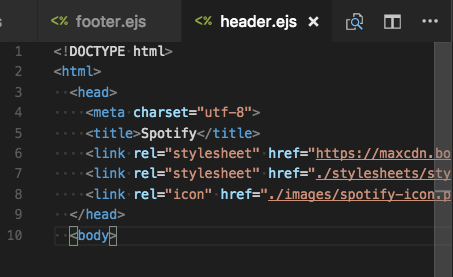 s <%> footer.ejs <%> header.ejs ×
1 <!DOCTYPE html>
2 <html>
3 <head>
4 <meta charset="utf-8">
5 <title>Spotify</title>
6 <link rel="stylesheet" href="https://maxcdn.bo
7 <link rel="stylesheet" href="./stylesheets/sty
8 <link rel="icon" href="./images/spotify-icon.p
9 </head>
10 <body>